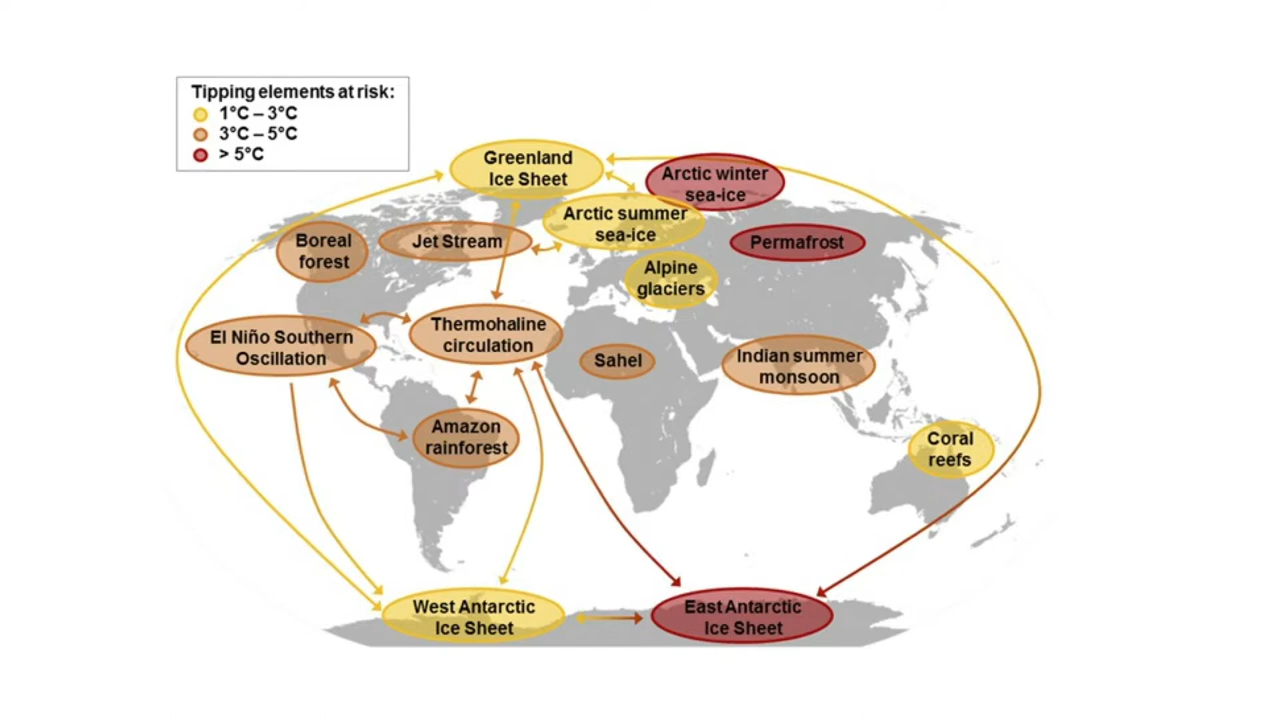 Tipping elements at risk:
1°C – 3°C
3°C – 5°C
> 5°C
Greenland
Ice Sheet
Arctic winter
sea-ice
Arctic summer
sea-ice
Boreal
forest
Jet Stream
Permafrost
Alpine
glaciers
El Niño Southern
Oscillation
Thermohaline
circulation
Sahel
Indian summer
monsoon
Amazon
rainforest
Coral
reefs
West Antarctic
Ice Sheet
East Antarctic
Ice Sheet